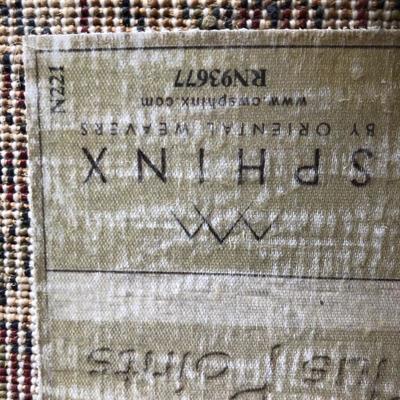 SPHINX
BY ORIENTAL WEAVERS
www.owsphinx.com
RN93677
N221